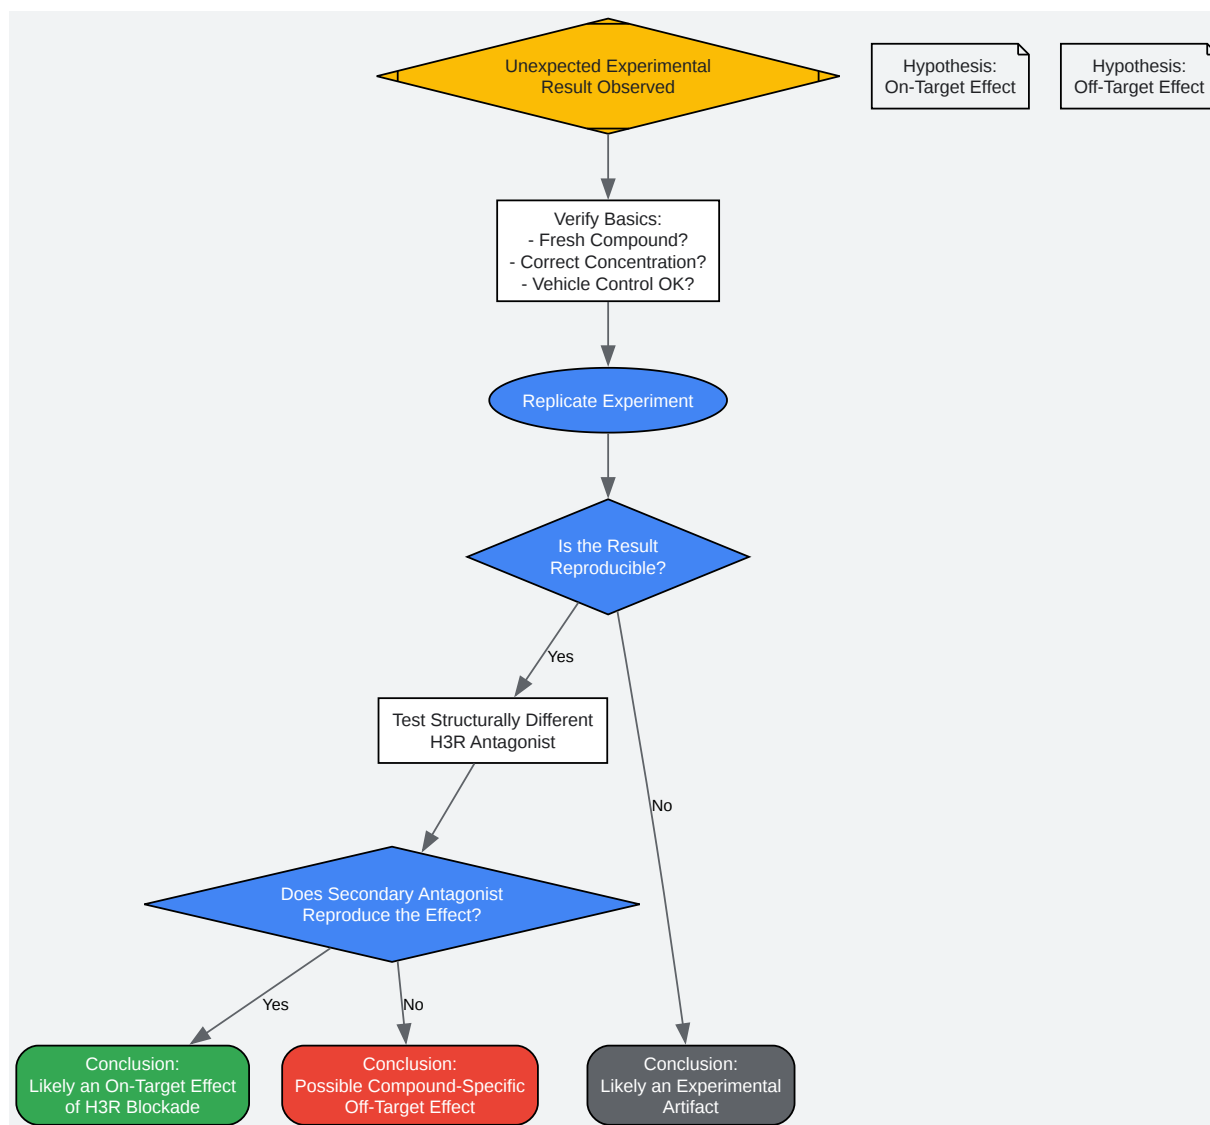 Unexpected Experimental
Result Observed
Hypothesis:
On-Target Effect
Hypothesis:
Off-Target Effect
Verify Basics:
- Fresh Compound?
- Correct Concentration?
- Vehicle Control OK?
Replicate Experiment
Is the Result
Reproducible?
Yes
Test Structurally Different
H3R Antagonist
No
Does Secondary Antagonist
Reproduce the Effect?
Yes
No
Conclusion:
Likely an On-Target Effect
of H3R Blockade
Conclusion:
Possible Compound-Specific
Off-Target Effect
Conclusion:
Likely an Experimental
Artifact